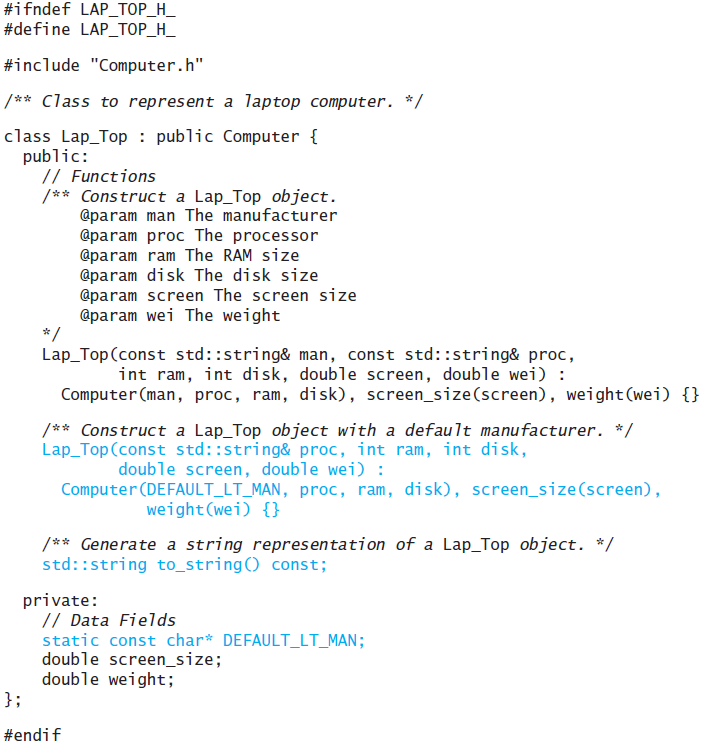 #ifndef LAP_TOP_H_
#define LAP_TOP_H_
#include "Computer.h"
/** Class to represent a laptop computer. */
class Lap_Top : public Computer {
  public:
    // Functions
    /** Construct a Lap_Top object.
        @param man The manufacturer
        @param proc The processor
        @param ram The RAM size
        @param disk The disk size
        @param screen The screen size
        @param wei The weight
    */
    Lap_Top(const std::string& man, const std::string& proc,
            int ram, int disk, double screen, double wei) :
      Computer(man, proc, ram, disk), screen_size(screen), weight(wei) {}
    /** Construct a Lap_Top object with a default manufacturer. */
    Lap_Top(const std::string& proc, int ram, int disk,
            double screen, double wei) :
      Computer(DEFAULT_LT_MAN, proc, ram, disk), screen_size(screen),
               weight(wei) {}
    /** Generate a string representation of a Lap_Top object. */
    std::string to_string() const;
  private:
    // Data Fields
    static const char* DEFAULT_LT_MAN;
    double screen_size;
    double weight;
};
#endif